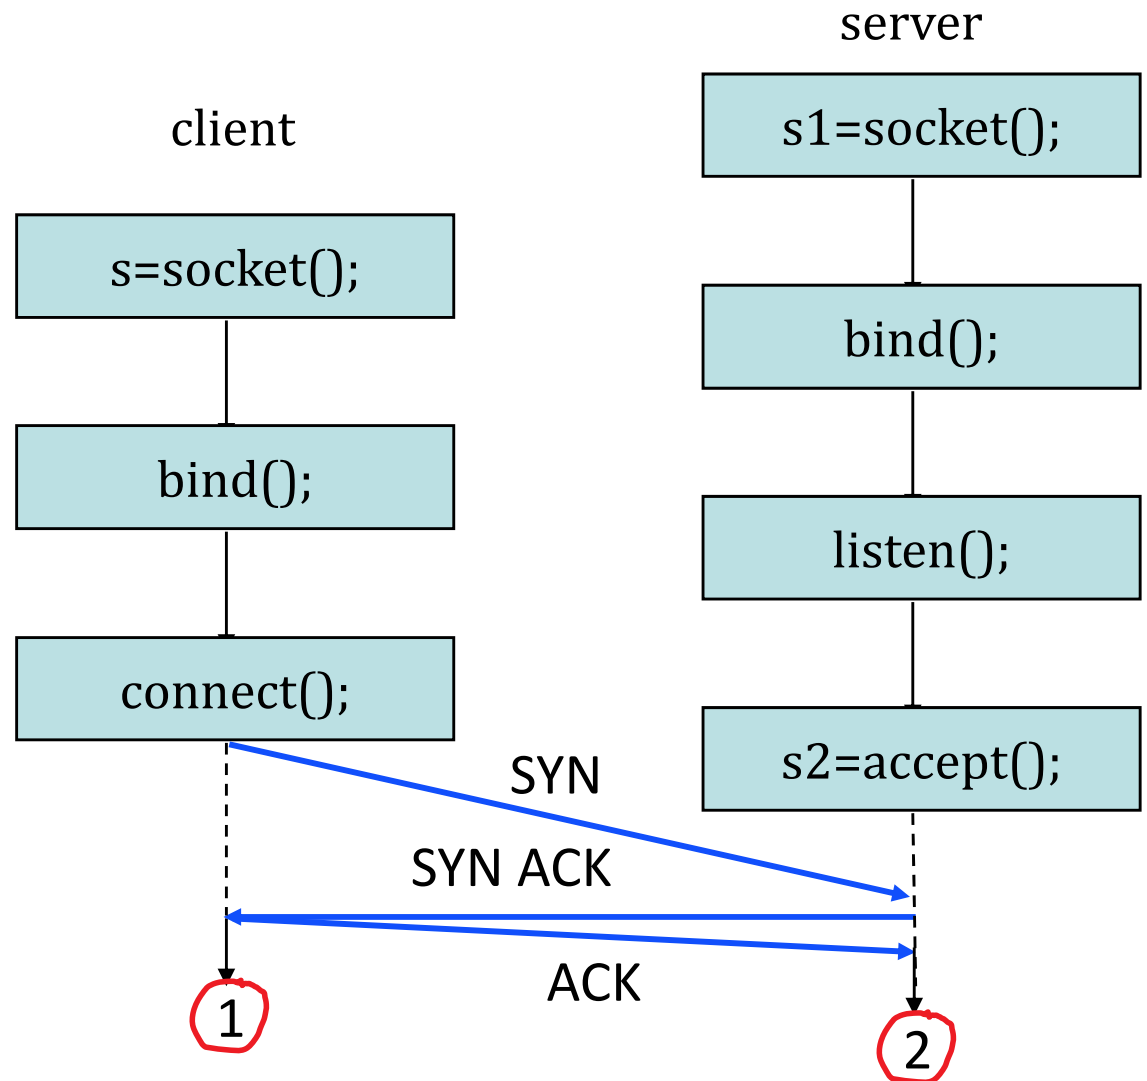 server
client
s1=socket();
s=socket();
bind();
bind();
listen();
connect();
s2=accept();
SYN
SYN ACK
ACK
1
2